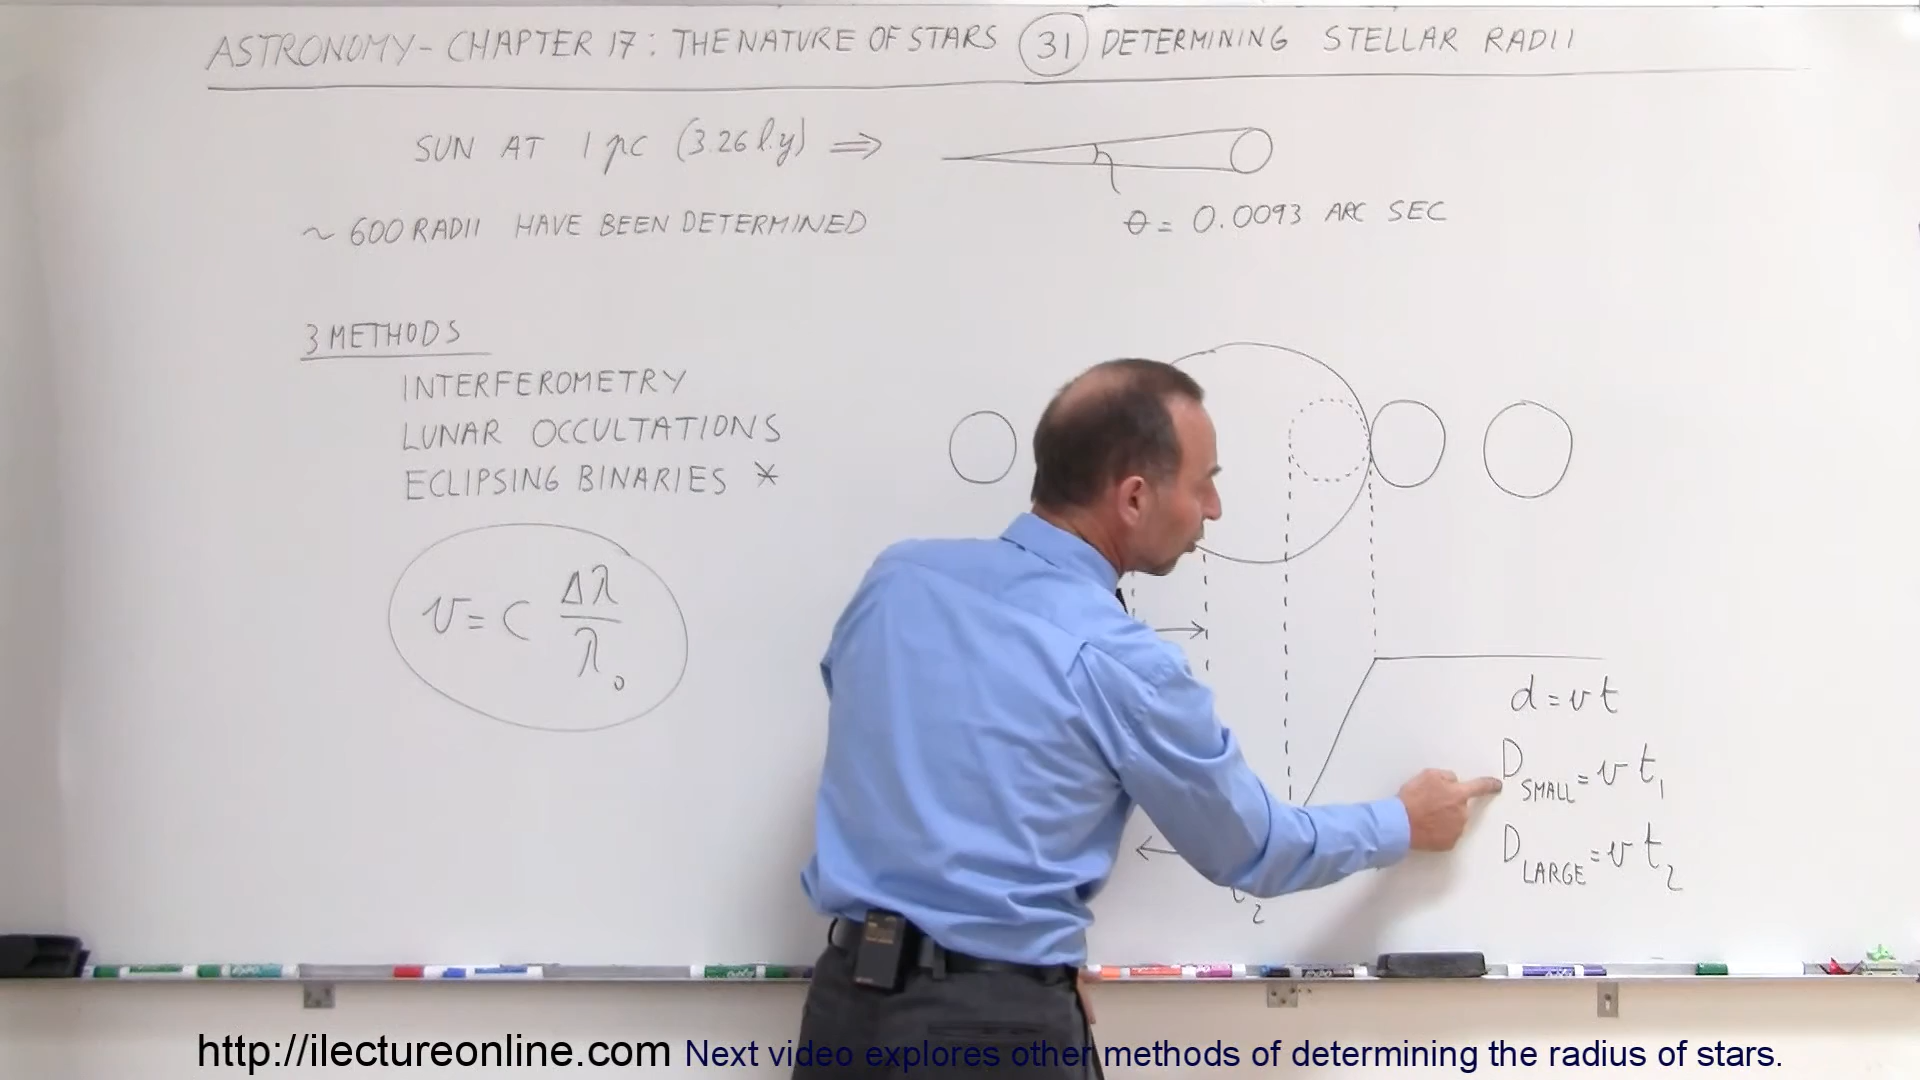 ASTRONOMY - CHAPTER 17: THE NATURE OF STARS 31 DETERMINING STELLAR RADII
SUN AT 1 pc (3.26 l.y) ⇒
θ = 0.0093 ARC SEC
~ 600 RADII HAVE BEEN DETERMINED
3 METHODS
INTERFEROMETRY
LUNAR OCCULTATIONS
ECLIPSING BINARIES *
v = c Δλ/λ₀
d = v t
D SMALL = v t₁
D LARGE = v t₂
t₂
http://ilectureonline.com Next video explores other methods of determining the radius of stars.